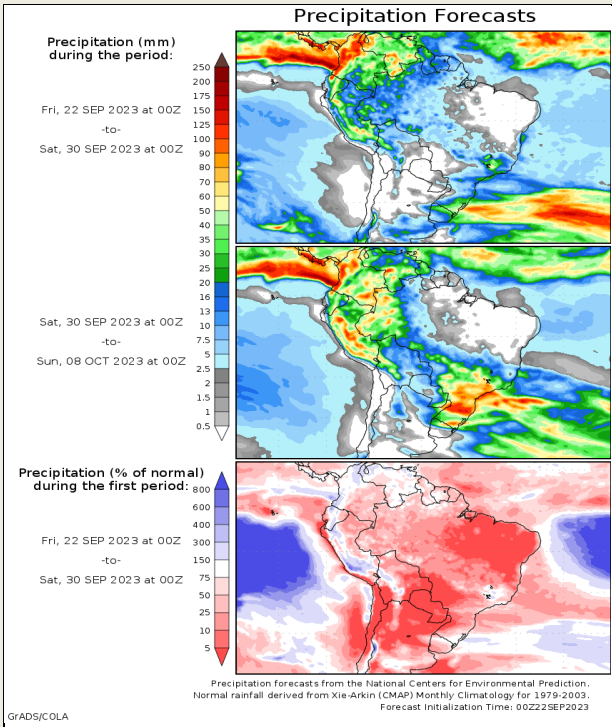 Precipitation Forecasts
Precipitation (mm)
during the period:
Fri, 22 SEP 2023 at 00Z
-to-
Sat, 30 SEP 2023 at 00Z
250
200
175
150
125
100
90
80
70
60
50
40
35
30
25
20
16
13
10
7.5
5
2.5
2
1.5
1
0.5
Sat, 30 SEP 2023 at 00Z
-to-
Sun, 08 OCT 2023 at 00Z
Precipitation (% of normal)
during the first period:
Fri, 22 SEP 2023 at 00Z
-to-
Sat, 30 SEP 2023 at 00Z
800
600
400
300
150
75
50
25
10
5
Precipitation forecasts from the National Centers for Environmental Prediction.
Normal rainfall derived from Xie-Arkin (CMAP) Monthly Climatology for 1979-2003.
Forecast Initialization Time: 00Z22SEP2023
GrADS/COLA